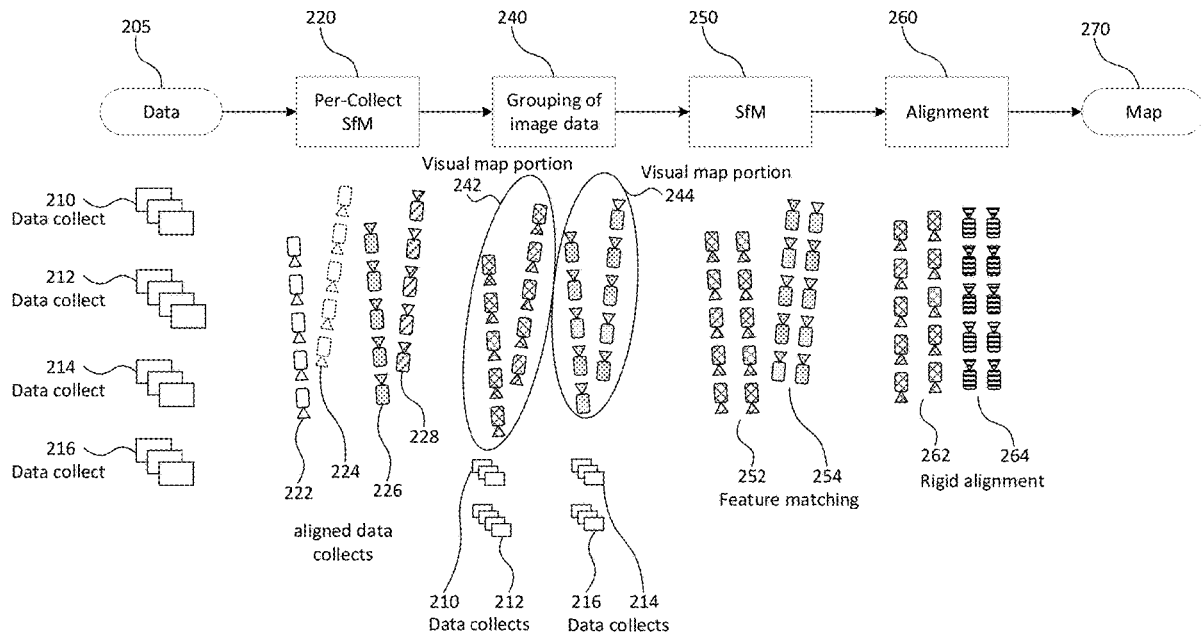 205
220
240
250
260
270
Data
Per-Collect
SfM
Grouping of
image data
SfM
Alignment
Map
Visual map portion
242
Visual map portion
244
210
Data collect
212
Data collect
214
Data collect
216
Data collect
222
224
226
228
aligned data
collects
210
212
Data collects
216
214
Data collects
252
254
Feature matching
262
264
Rigid alignment